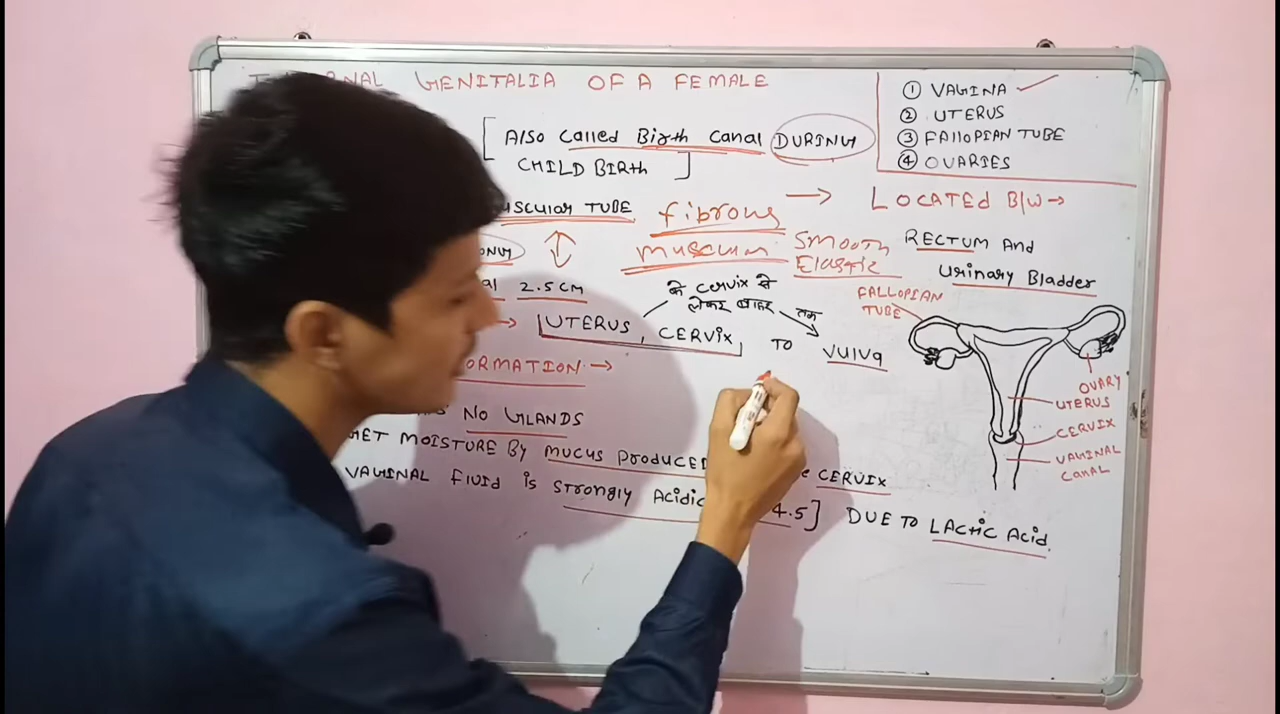 GENITALIA OF A FEMALE
① VAGINA
② UTERUS
③ FALLOPIAN TUBE
④ OVARIES
[Also Called Birth Canal DURING
CHILD BIRTH]
TUBE fibrous
muscular SMOOTH
Elastic
→ LOCATED B/W →
RECTUM And
Urinary Bladder
2.5 CM
के cervix से
लेकर बाहर तक
→ UTERUS, CERVIX TO VULVA
→
NO GLANDS
MOISTURE By MUCUS PRODUCED CERVIX
VAGINAL FLUID is STRONGLY Acidic 4.5] DUE TO LACTIC Acid.
FALLOPIAN
TUBE
OVARY
UTERUS
CERVIX
VAGINAL
CANAL